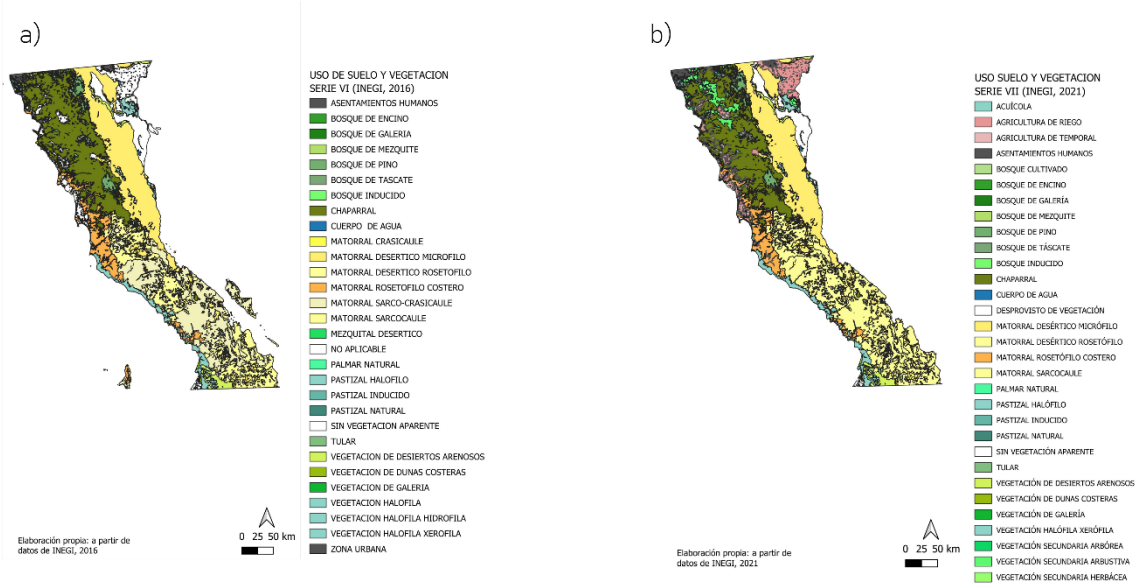 a)
USO DE SUELO Y VEGETACION
SERIE VI (INEGI, 2016)
ASENTAMIENTOS HUMANOS
BOSQUE DE ENCINO
BOSQUE DE GALERIA
BOSQUE DE MEZQUITE
BOSQUE DE PINO
BOSQUE DE TASCATE
BOSQUE INDUCIDO
CHAPARRAL
CUERPO DE AGUA
MATORRAL CRASICAULE
MATORRAL DESERTICO MICROFILO
MATORRAL DESERTICO ROSETOFILO
MATORRAL ROSETOFILO COSTERO
MATORRAL SARCO-CRASICAULE
MATORRAL SARCOCAULE
MEZQUITAL DESERTICO
NO APLICABLE
PALMAR NATURAL
PASTIZAL HALOFILO
PASTIZAL INDUCIDO
PASTIZAL NATURAL
SIN VEGETACION APARENTE
TULAR
VEGETACION DE DESIERTOS ARENOSOS
VEGETACION DE DUNAS COSTERAS
VEGETACION DE GALERIA
VEGETACION HALOFILA
VEGETACION HALOFILA HIDROFILA
VEGETACION HALOFILA XEROFILA
ZONA URBANA
0 25 50 km
Elaboración propia: a partir de
datos de INEGI, 2016
b)
USO SUELO Y VEGETACION
SERIE VII (INEGI, 2021)
ACUÍCOLA
AGRICULTURA DE RIEGO
AGRICULTURA DE TEMPORAL
ASENTAMIENTOS HUMANOS
BOSQUE CULTIVADO
BOSQUE DE ENCINO
BOSQUE DE GALERÍA
BOSQUE DE MEZQUITE
BOSQUE DE PINO
BOSQUE DE TÁSCATE
BOSQUE INDUCIDO
CHAPARRAL
CUERPO DE AGUA
DESPROVISTO DE VEGETACIÓN
MATORRAL DESÉRTICO MICRÓFILO
MATORRAL DESÉRTICO ROSETÓFILO
MATORRAL ROSETÓFILO COSTERO
MATORRAL SARCOCAULE
PALMAR NATURAL
PASTIZAL HALÓFILO
PASTIZAL INDUCIDO
PASTIZAL NATURAL
SIN VEGETACIÓN APARENTE
TULAR
VEGETACIÓN DE DESIERTOS ARENOSOS
VEGETACIÓN DE DUNAS COSTERAS
VEGETACIÓN DE GALERÍA
VEGETACIÓN HALÓFILA XERÓFILA
VEGETACIÓN SECUNDARIA ARBÓREA
VEGETACIÓN SECUNDARIA ARBUSTIVA
VEGETACIÓN SECUNDARIA HERBÁCEA
0 25 50 km
Elaboración propia: a partir de
datos de INEGI, 2021